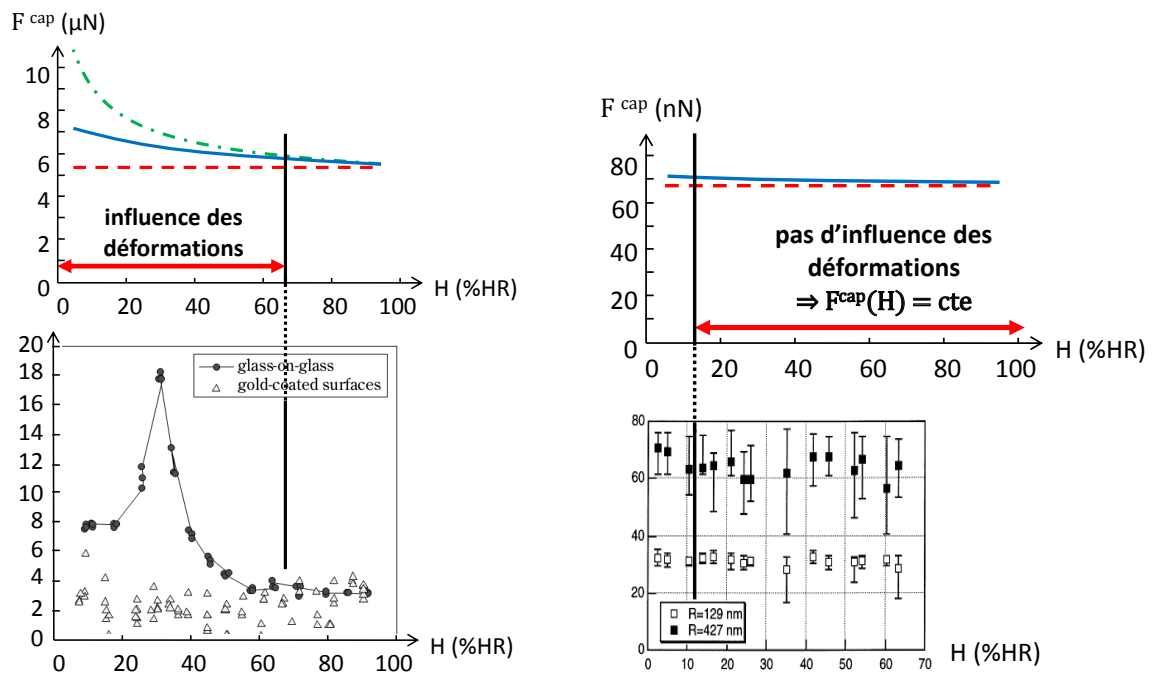 F cap (µN)
10
8
6
4
2
0
influence des
déformations
0 20 40 60 80 100
H (%HR)
F cap (nN)
80
60
40
20
0
pas d’influence des
déformations
⇒ Fcap(H) = cte
0 20 40 60 80 100
H (%HR)
20
18
16
14
12
10
8
6
4
2
0
glass-on-glass
gold-coated surfaces
0 20 40 60 80 100
H (%HR)
80
60
40
20
0
R=129 nm
R=427 nm
0 10 20 30 40 50 60 70
H (%HR)